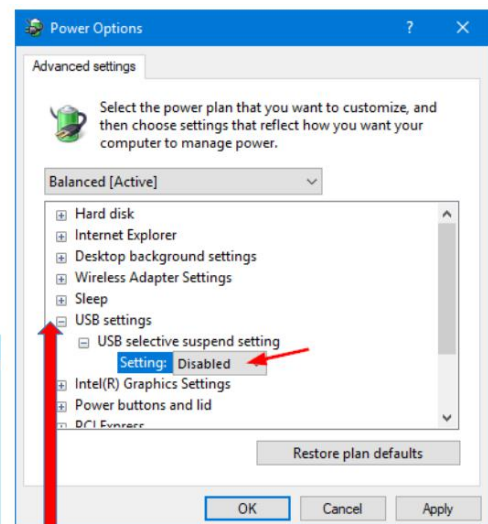 Power Options
Advanced settings
Select the power plan that you want to customize, and
then choose settings that reflect how you want your
computer to manage power.
Balanced [Active]
Hard disk
Internet Explorer
Desktop background settings
Wireless Adapter Settings
Sleep
USB settings
USB selective suspend setting
Setting: Disabled
Intel(R) Graphics Settings
Power buttons and lid
PCI Express
Restore plan defaults
OK Cancel Apply